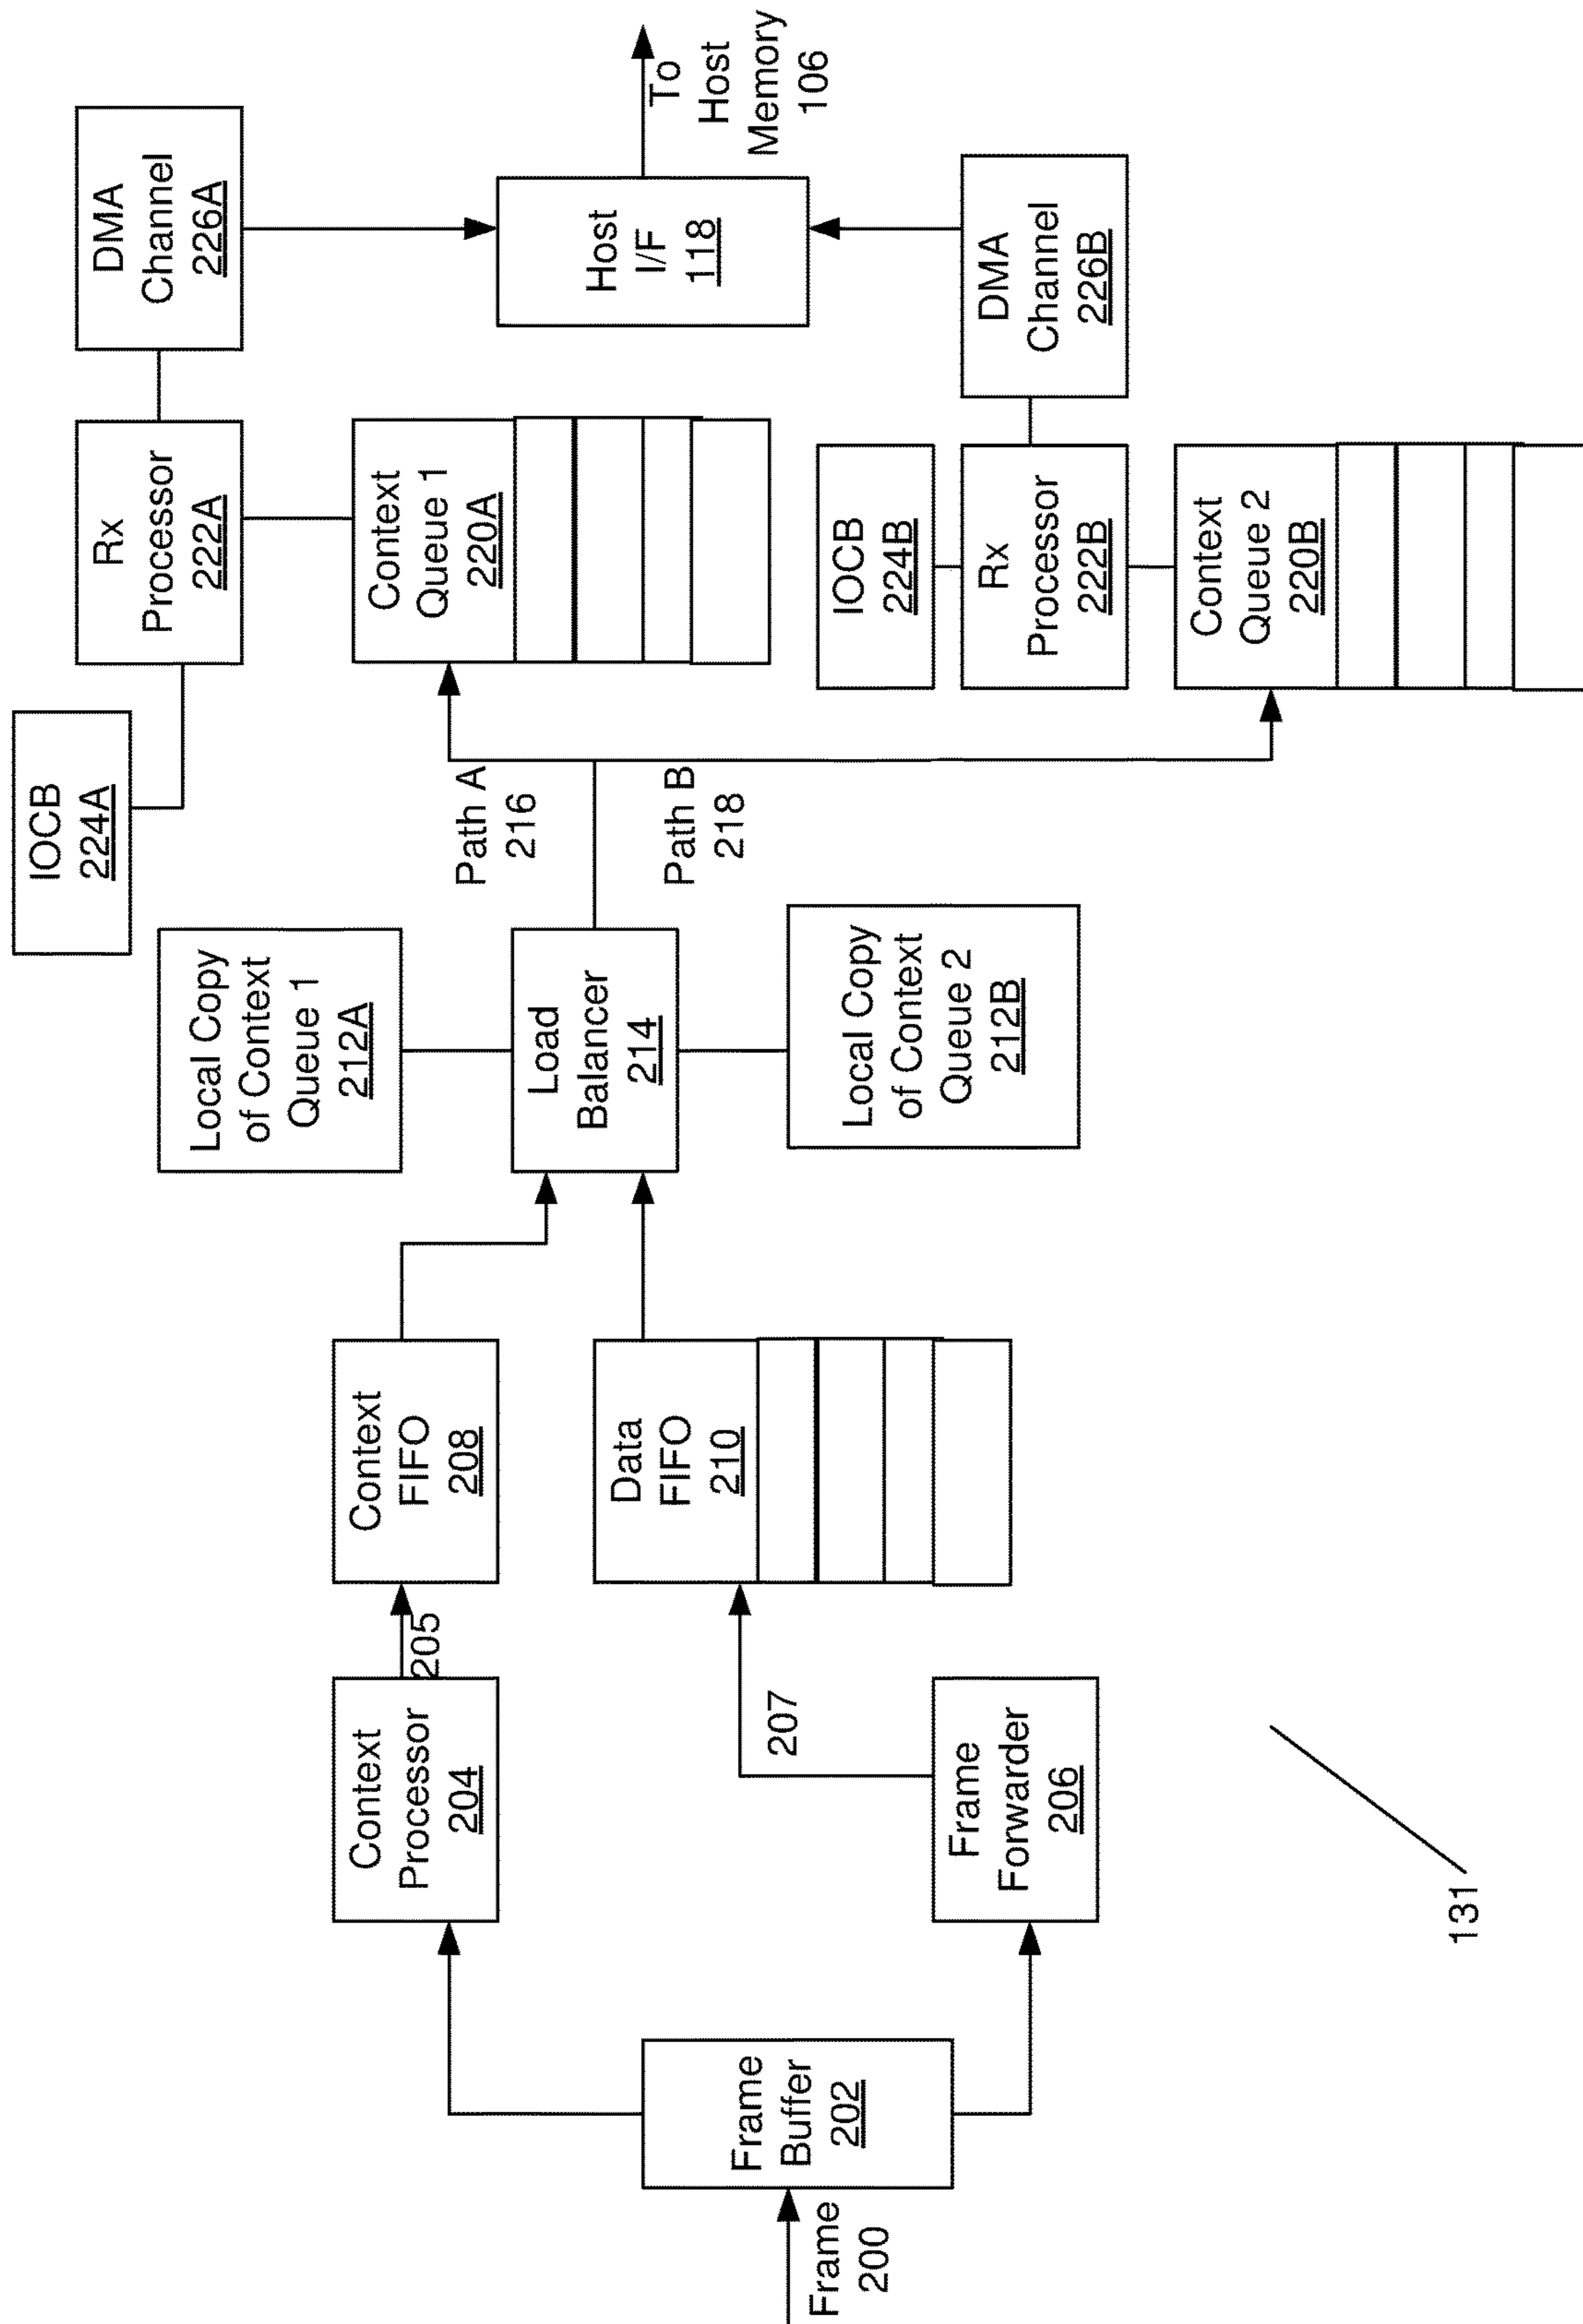 Frame
200
Frame
Buffer
202
Context
Processor
204
205
Frame
Forwarder
206
207
Context
FIFO
208
Data
FIFO
210
Local Copy
of Context
Queue 1
212A
Load
Balancer
214
Local Copy
of Context
Queue 2
212B
Path A
216
Path B
218
IOCB
224A
Rx
Processor
222A
Context
Queue 1
220A
IOCB
224B
Rx
Processor
222B
Context
Queue 2
220B
DMA
Channel
226A
Host
I/F
118
DMA
Channel
226B
To
Host
Memory
106
131